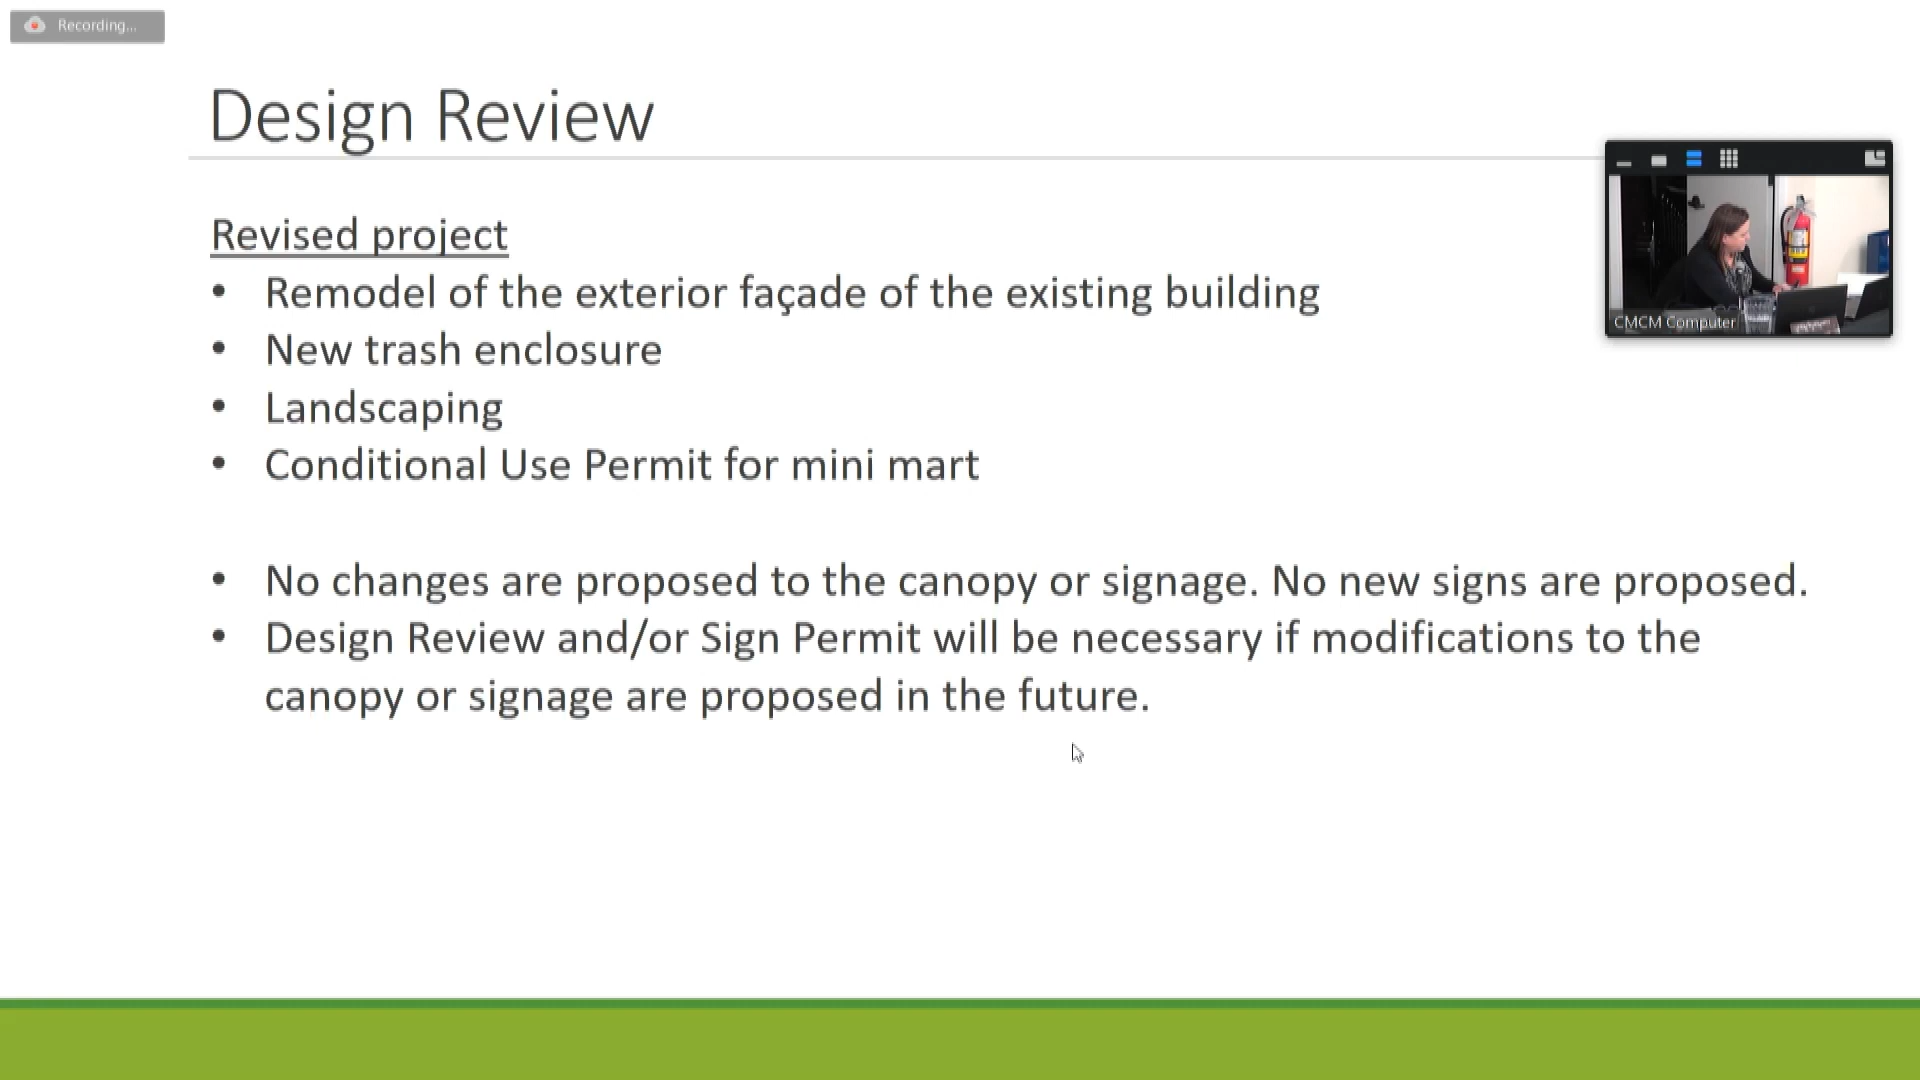 Recording...
Design Review
Revised project
• Remodel of the exterior façade of the existing building
• New trash enclosure
• Landscaping
• Conditional Use Permit for mini mart
• No changes are proposed to the canopy or signage. No new signs are proposed.
• Design Review and/or Sign Permit will be necessary if modifications to the
canopy or signage are proposed in the future.
CMCM Computer